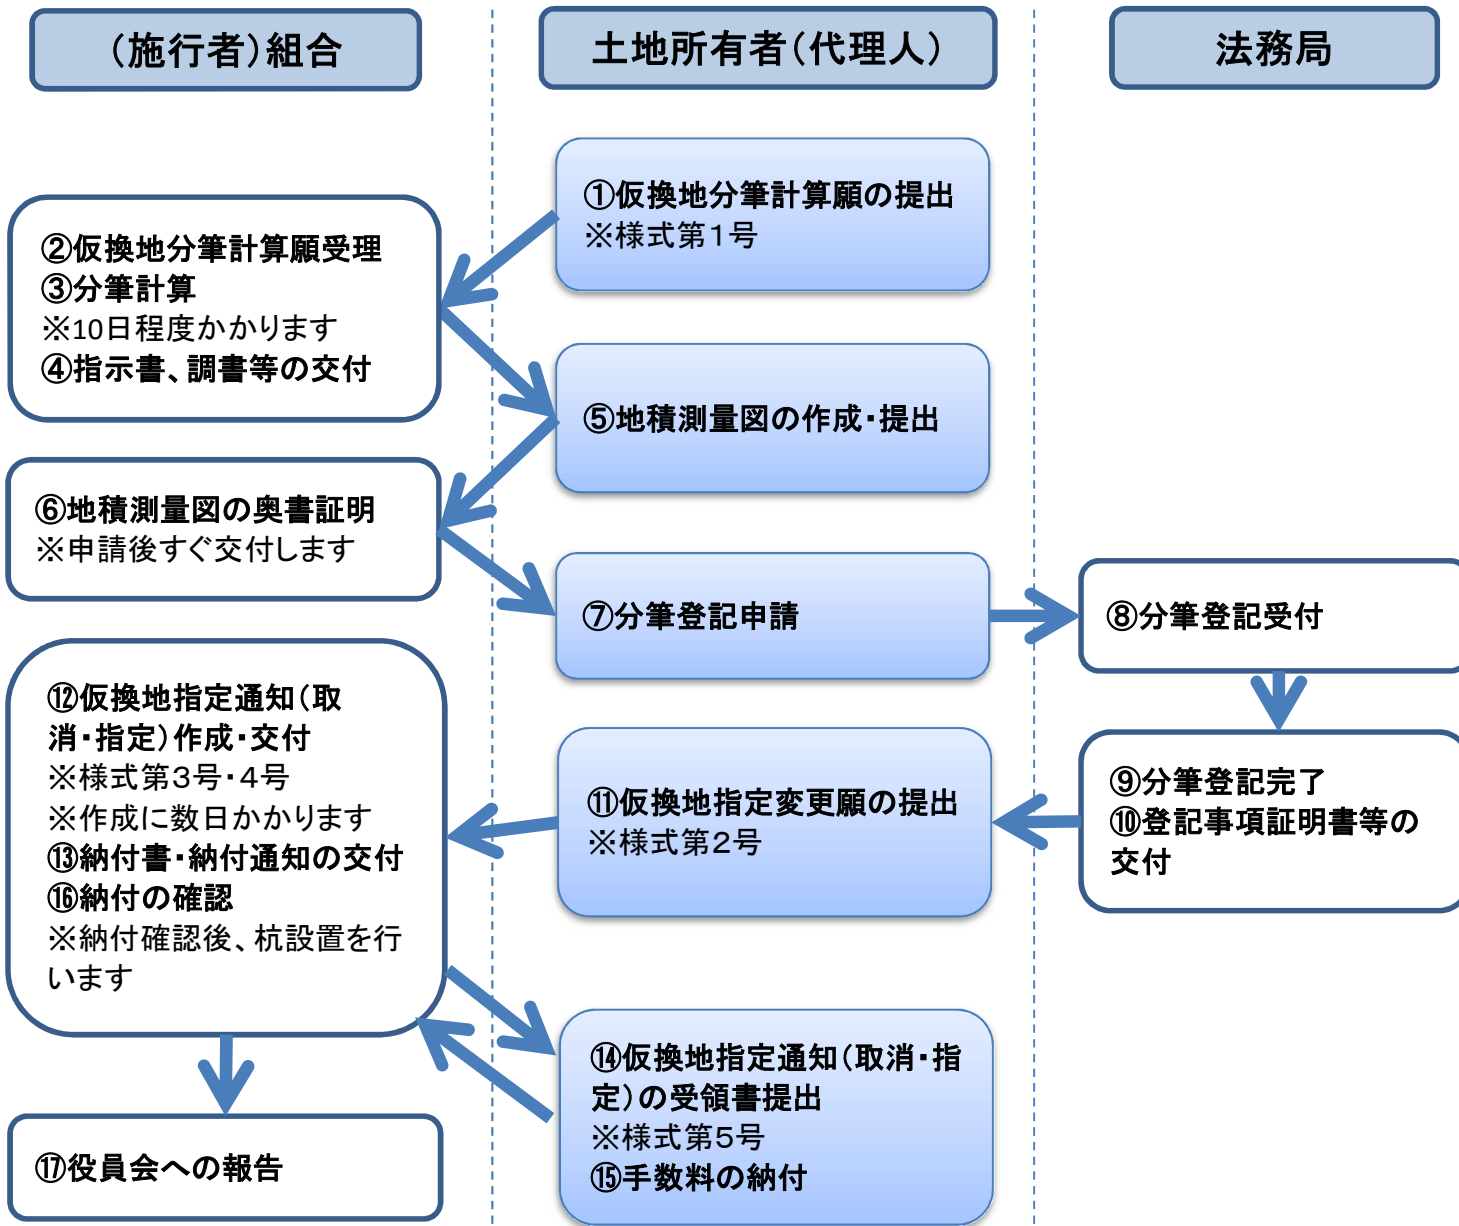 （施行者）組合
土地所有者（代理人）
法務局
①仮換地分筆計算願の提出
※様式第１号
②仮換地分筆計算願受理
③分筆計算
※10日程度かかります
④指示書、調書等の交付
⑤地積測量図の作成・提出
⑥地積測量図の奥書証明
※申請後すぐ交付します
⑦分筆登記申請
⑧分筆登記受付
⑨分筆登記完了
⑩登記事項証明書等の
交付
⑪仮換地指定変更願の提出
※様式第２号
⑫仮換地指定通知（取
消・指定）作成・交付
※様式第３号・４号
※作成に数日かかります
⑬納付書・納付通知の交付
⑯納付の確認
※納付確認後、杭設置を行
います
⑭仮換地指定通知（取消・指
定）の受領書提出
※様式第５号
⑮手数料の納付
⑰役員会への報告